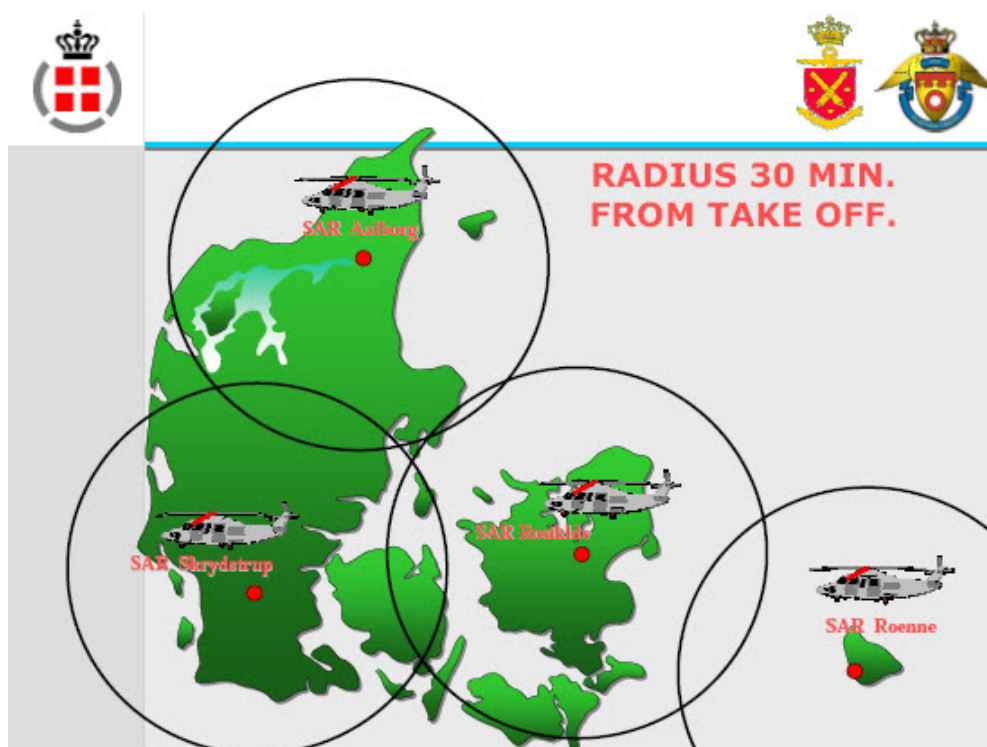 RADIUS 30 MIN.
FROM TAKE OFF.
SAR Aalborg
SAR Roskilde
SAR Skrydstrup
SAR Roenne